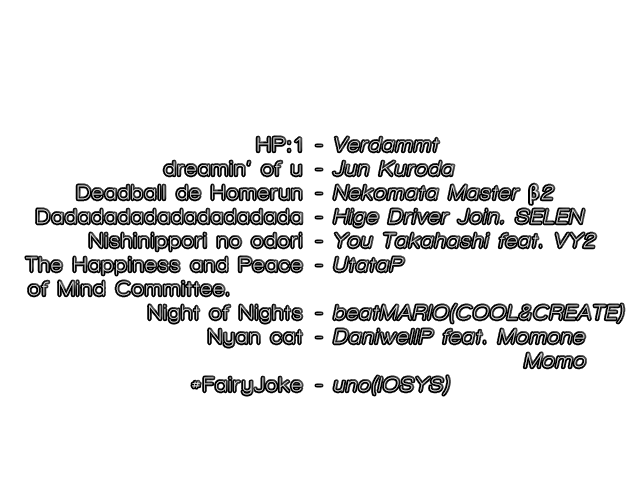 HP:1 - Verdammt
dreamin' of u - Jun Kuroda
Deadball de Homerun - Nekomata Master β2
Dadadadadadadadadada - Hige Driver Join. SELEN
Nishinippori no odori - You Takahashi feat. VY2
The Happiness and Peace - UtataP
of Mind Committee.
Night of Nights - beatMARIO(COOL&CREATE)
Nyan cat - DaniwellP feat. Momone
Momo
#FairyJoke - uno(IOSYS)